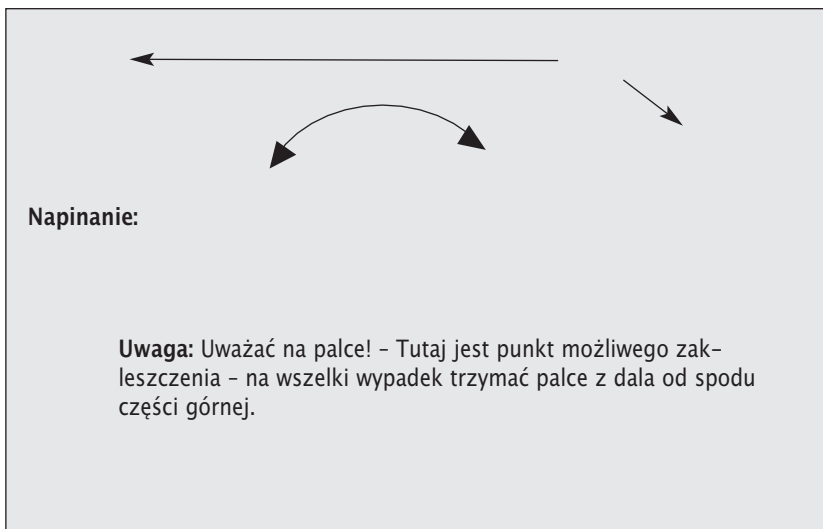 Napinanie:
Uwaga: Uważać na palce! – Tutaj jest punkt możliwego zak-
leszczenia – na wszelki wypadek trzymać palce z dala od spodu
części górnej.